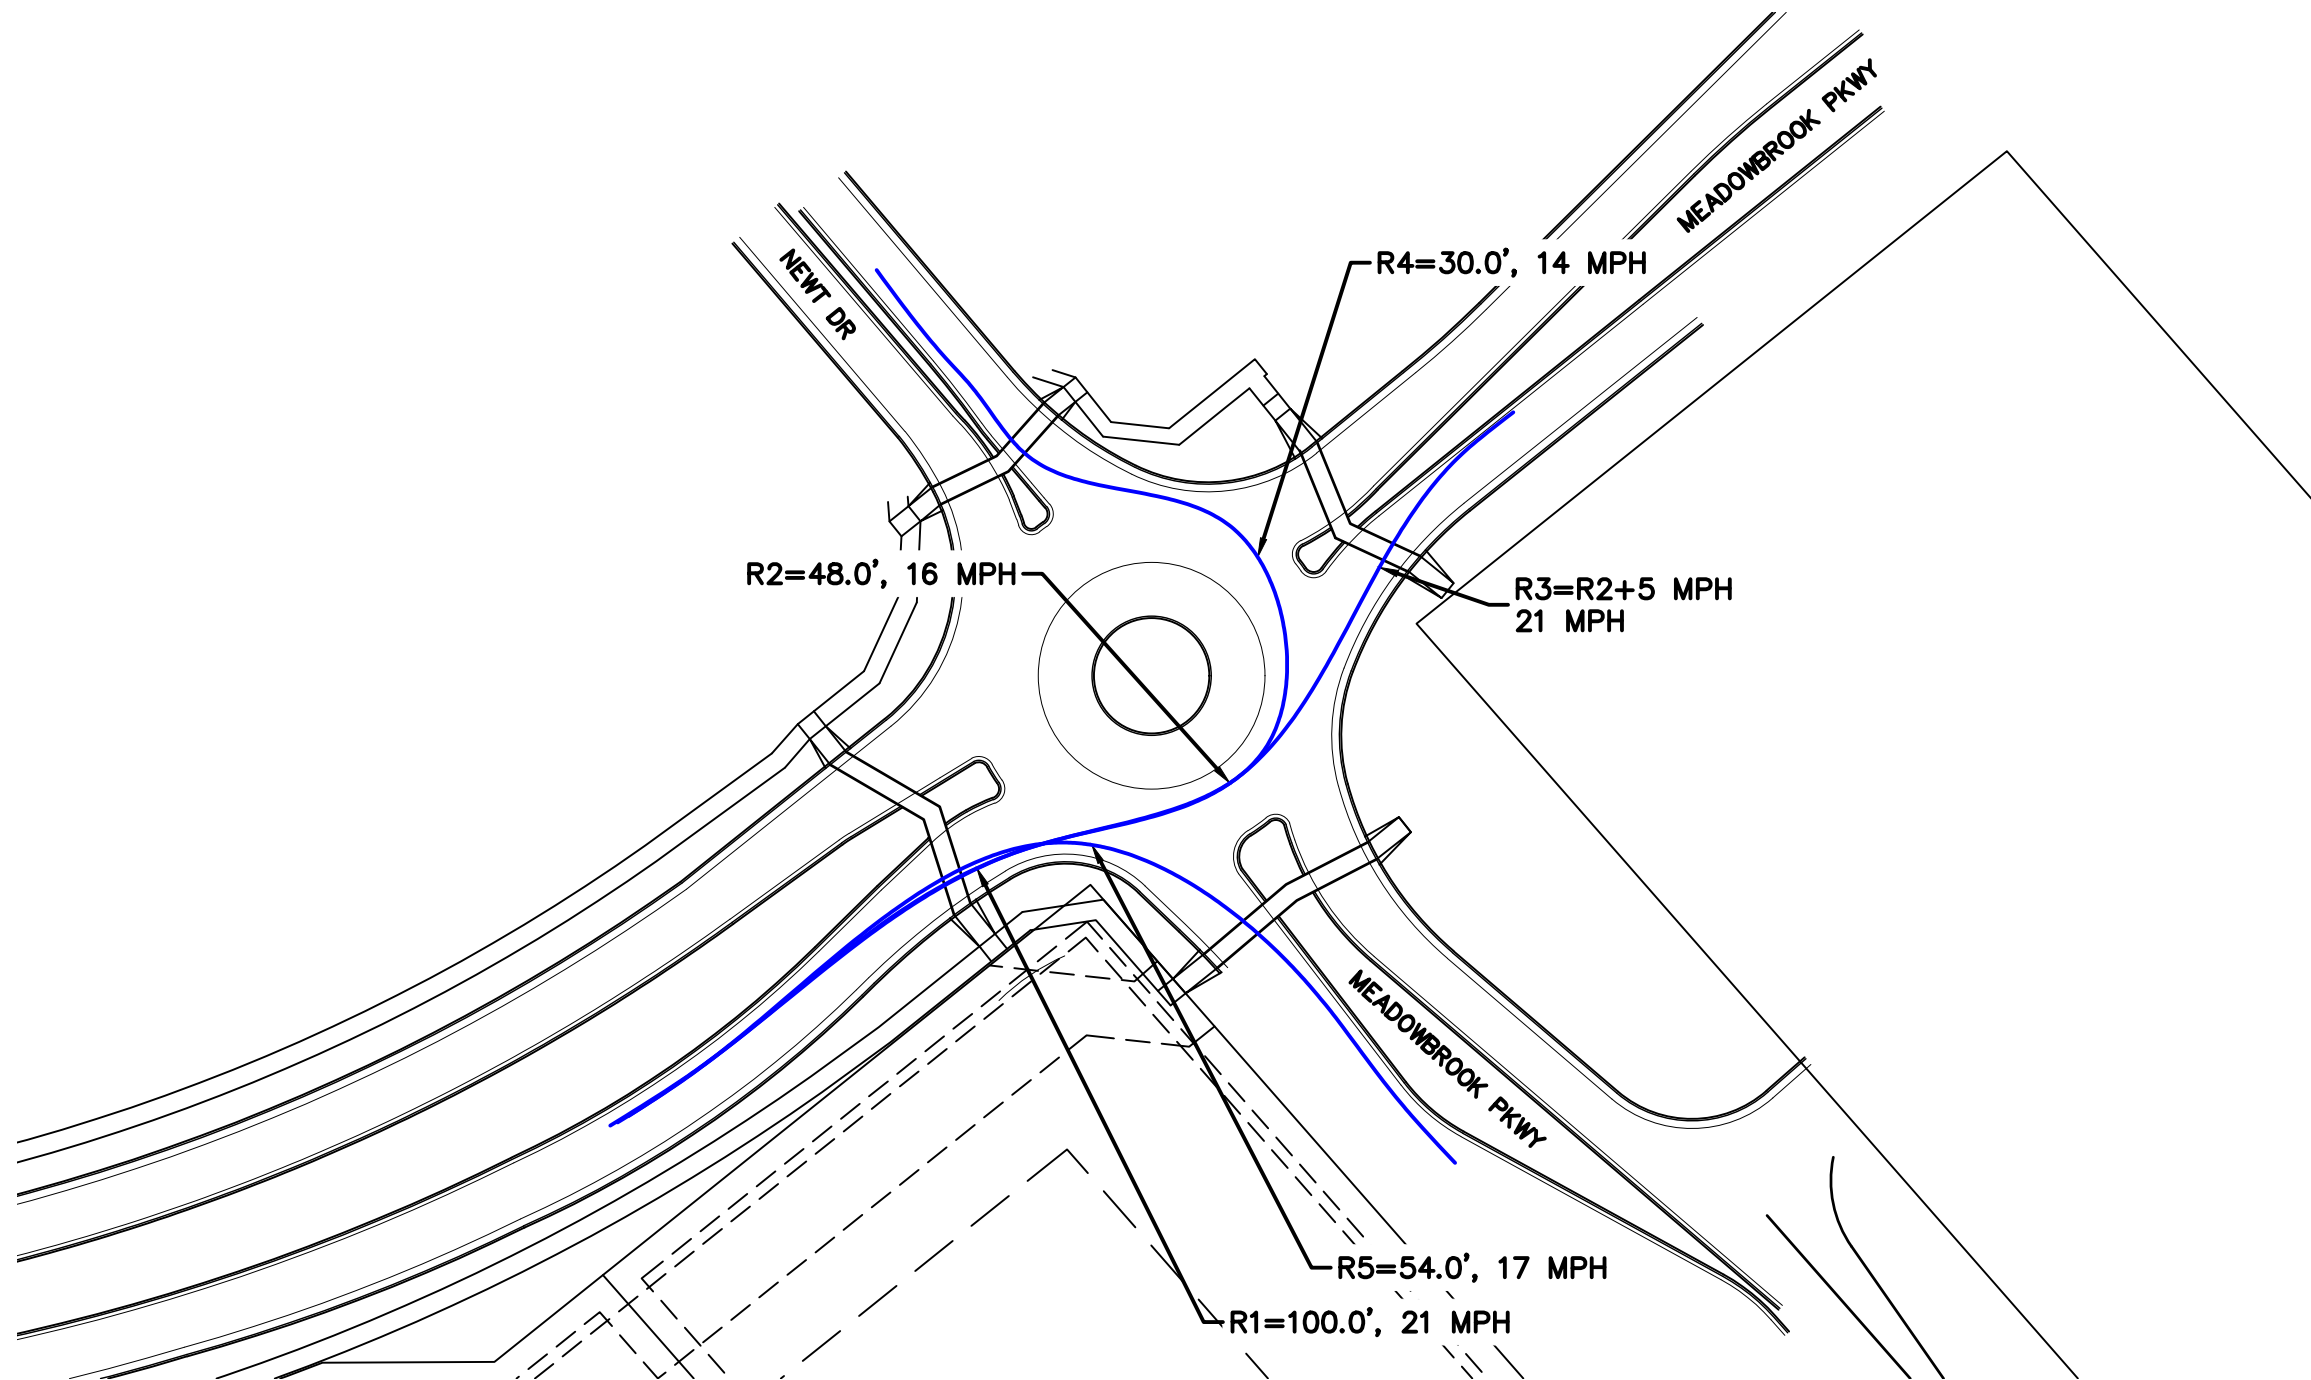 MEADOWBROOK PKWY
NEWT DR
R4=30.0', 14 MPH
R2=48.0', 16 MPH
R3=R2+5 MPH
21 MPH
MEADOWBROOK PKWY
R5=54.0', 17 MPH
R1=100.0', 21 MPH